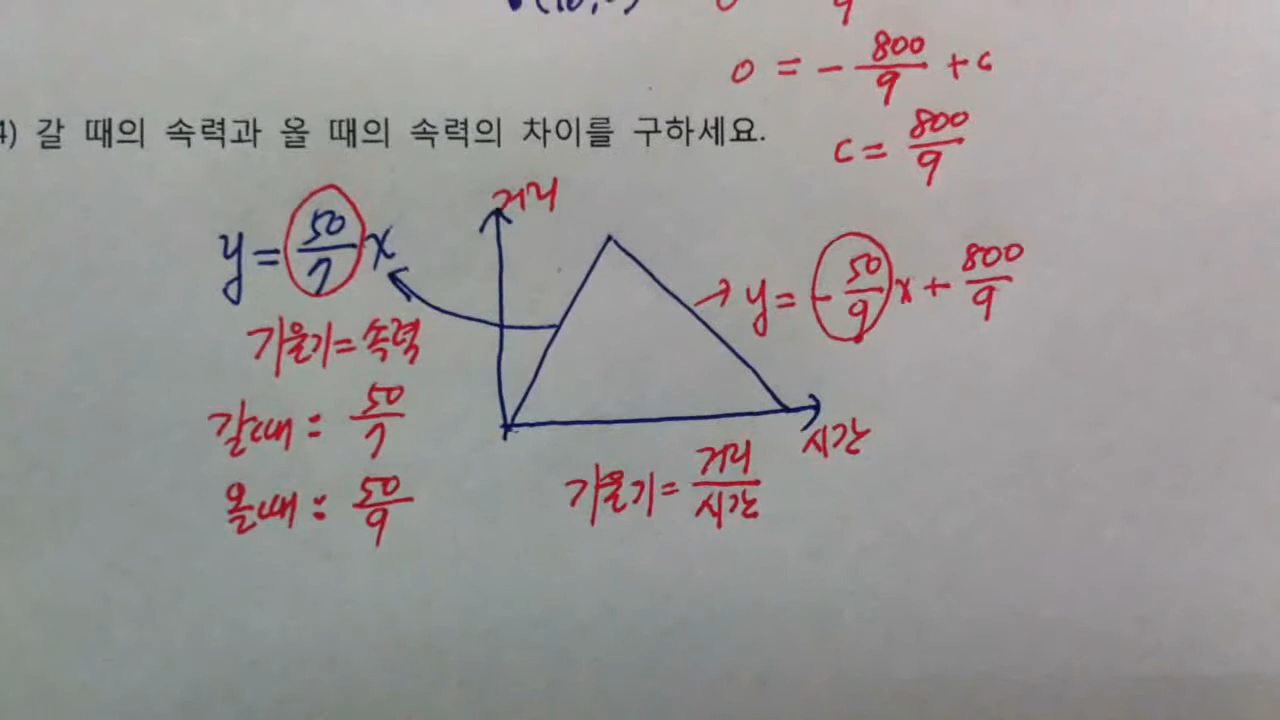 0 = - 800/9 + c
c = 800/9
4) 갈 때의 속력과 올 때의 속력의 차이를 구하세요.
거리
y = 50/7 x
→ y = - 50/9 x + 800/9
기울기 = 속력
갈때 : 50/7
시간
기울기 = 거리/시간
올때 : 50/9